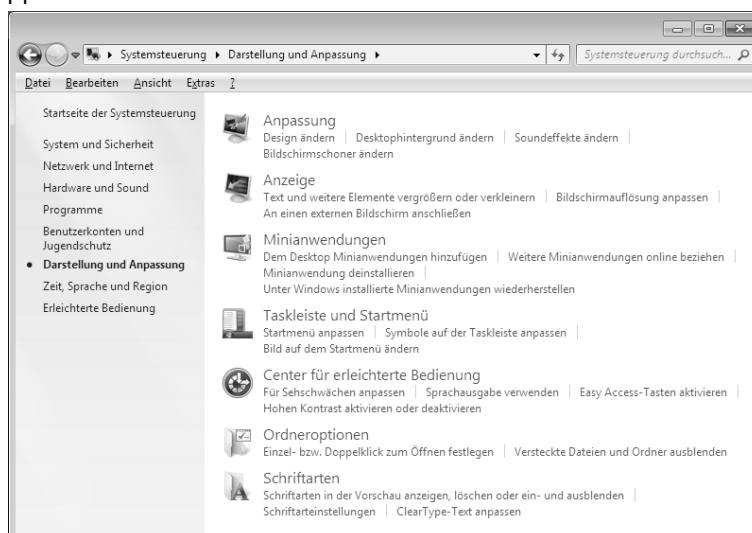 Systemsteuerung ▸ Darstellung und Anpassung ▸
Systemsteuerung durchsuch...
Datei Bearbeiten Ansicht Extras ?
Startseite der Systemsteuerung
System und Sicherheit
Netzwerk und Internet
Hardware und Sound
Programme
Benutzerkonten und
Jugendschutz
Darstellung und Anpassung
Zeit, Sprache und Region
Erleichterte Bedienung
Anpassung
Design ändern | Desktophintergrund ändern | Soundeffekte ändern |
Bildschirmschoner ändern
Anzeige
Text und weitere Elemente vergrößern oder verkleinern | Bildschirmauflösung anpassen |
An einen externen Bildschirm anschließen
Minianwendungen
Dem Desktop Minianwendungen hinzufügen | Weitere Minianwendungen online beziehen |
Minianwendung deinstallieren |
Unter Windows installierte Minianwendungen wiederherstellen
Taskleiste und Startmenü
Startmenü anpassen | Symbole auf der Taskleiste anpassen |
Bild auf dem Startmenü ändern
Center für erleichterte Bedienung
Für Sehschwächen anpassen | Sprachausgabe verwenden | Easy Access-Tasten aktivieren |
Hohen Kontrast aktivieren oder deaktivieren
Ordneroptionen
Einzel- bzw. Doppelklick zum Öffnen festlegen | Versteckte Dateien und Ordner ausblenden
Schriftarten
Schriftarten in der Vorschau anzeigen, löschen oder ein- und ausblenden |
Schriftarteinstellungen | ClearType-Text anpassen